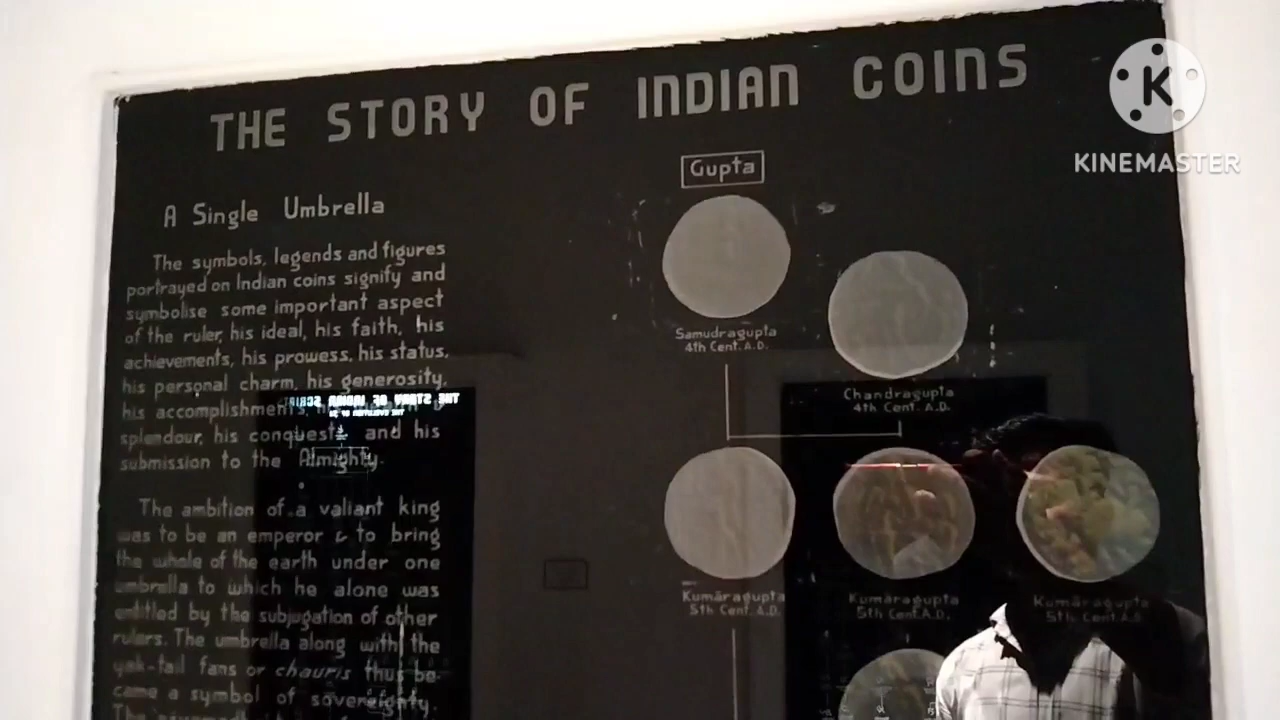 THE STORY OF INDIAN COINS
KINEMASTER
Gupta
A Single Umbrella
The symbols, legends and figures
portrayed on Indian coins signify and
symbolise some important aspect
of the ruler, his ideal, his faith, his
achievements, his prowess, his status,
his personal charm, his generosity,
his accomplishments,
splendour, his conquests and his
submission to the Almighty.
The ambition of a valiant king
was to be an emperor & to bring
the whole of the earth under one
umbrella to which he alone was
entitled by the subjugation of other
rulers. The umbrella along with the
yak-tail fans or chauris thus be-
came a symbol of sovereignty.
Samudragupta
4th Cent. A.D.
Chandragupta
4th Cent. A.D.
Kumāragupta
5th Cent. A.D.
Kumāragupta
5th Cent. A.D.
Kumāragupta
5th Cent. A.D.